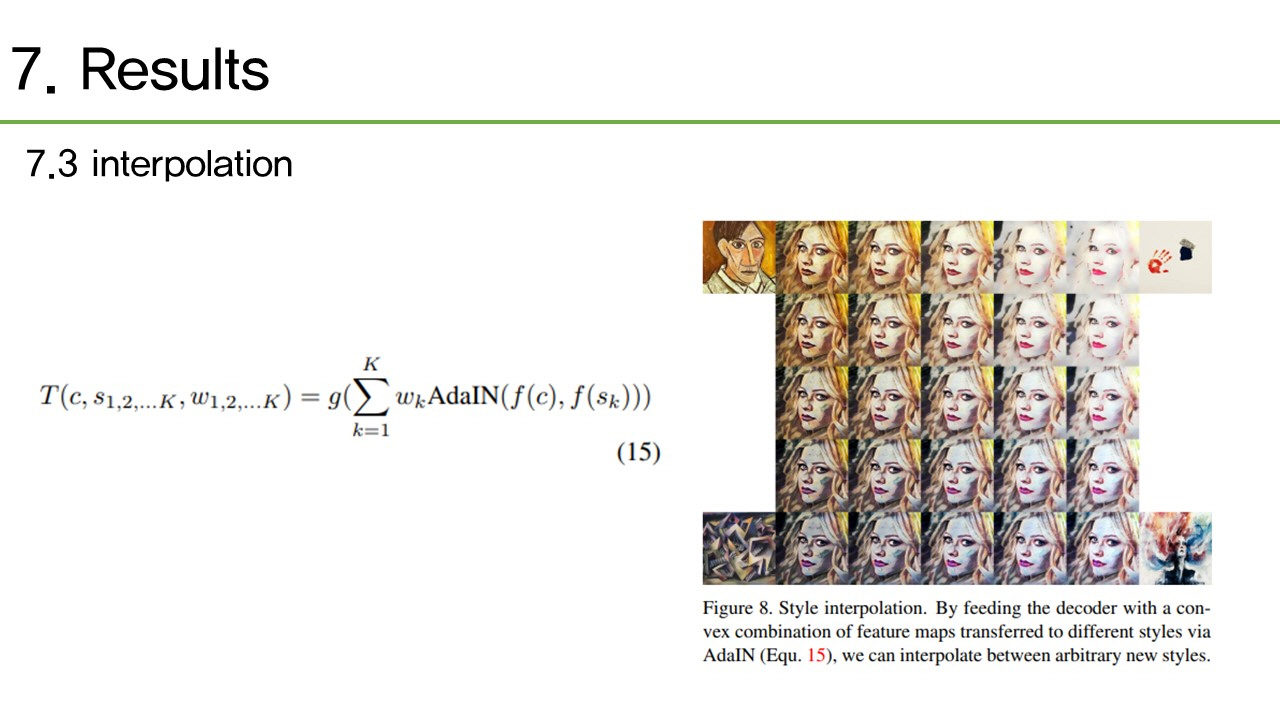 7. Results
7.3 interpolation
T(c, s_{1,2,...K}, w_{1,2,...K}) = g(\sum_{k=1}^{K} w_k AdaIN(f(c), f(s_k)))
(15)
Figure 8. Style interpolation. By feeding the decoder with a con-
vex combination of feature maps transferred to different styles via
AdaIN (Equ. 15), we can interpolate between arbitrary new styles.